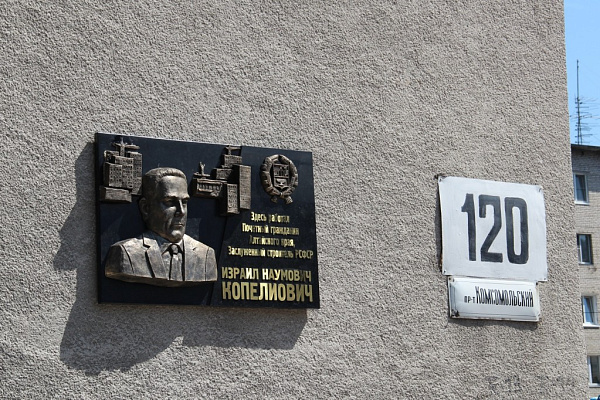 Здесь работал
Почетный гражданин
Алтайского края,
Заслуженный строитель РСФСР
ИЗРАИЛ НАУМОВИЧ
КОПЕЛИОВИЧ
120
пр-т Комсомольский